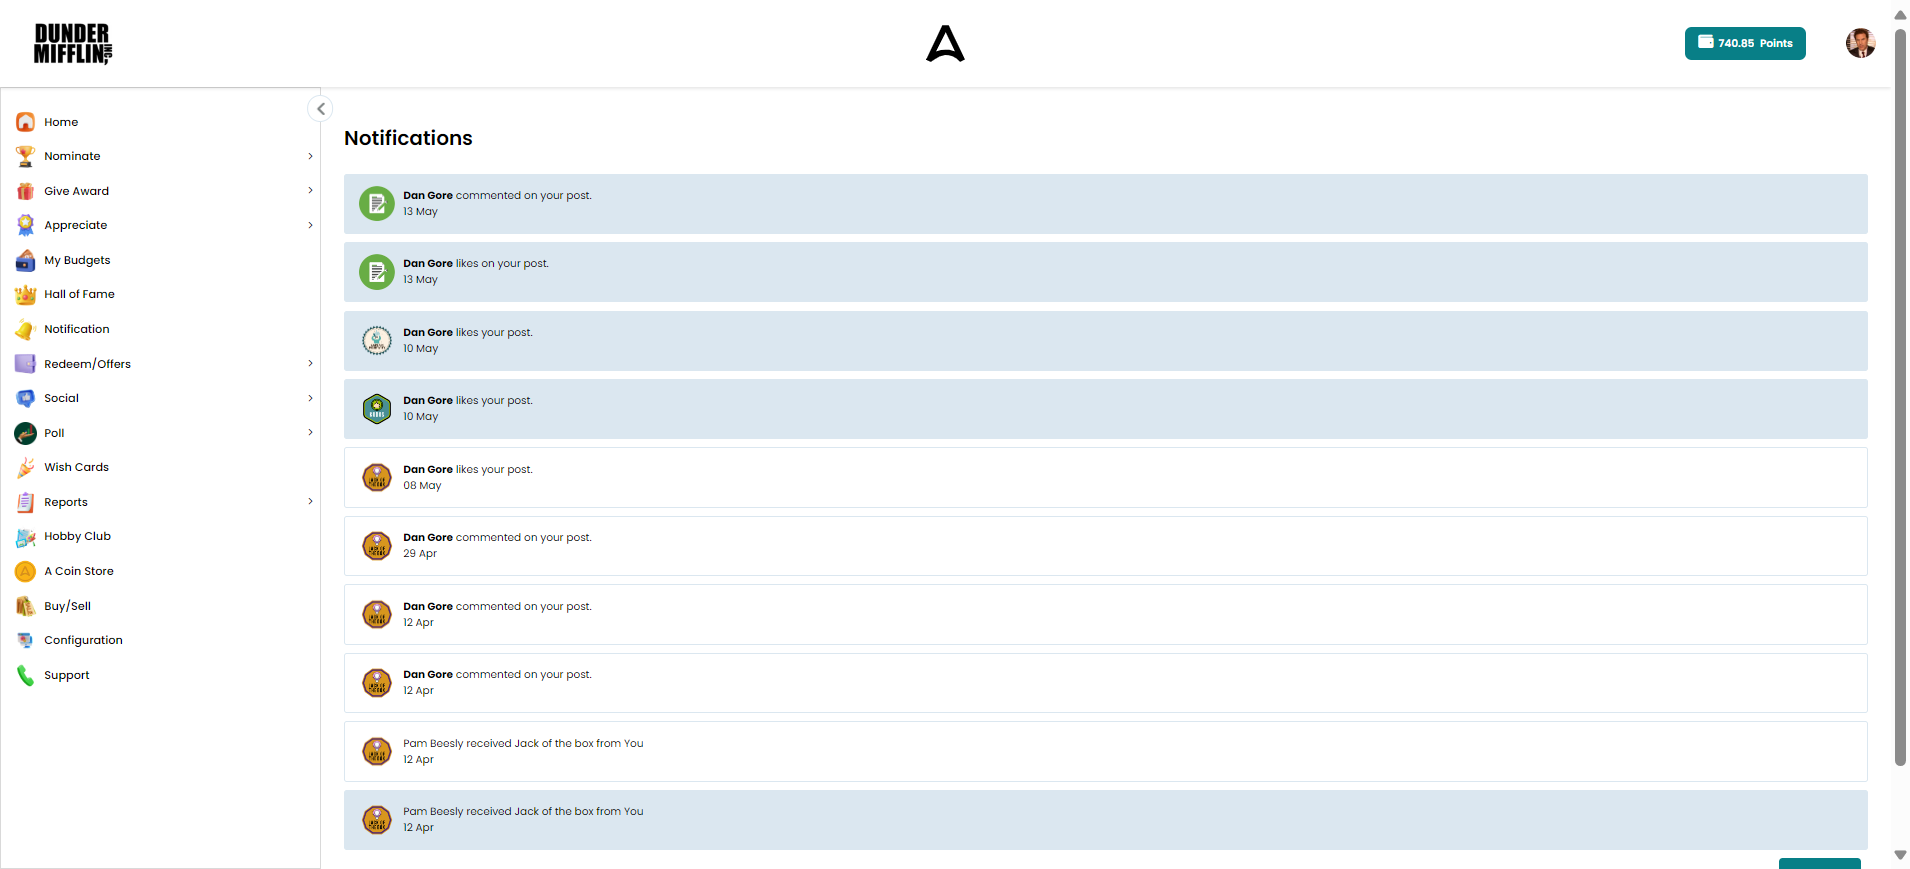 DUNDER
MIFFLIN, INC
740.85 Points
Home
Nominate
Give Award
Appreciate
My Budgets
Hall of Fame
Notification
Redeem/Offers
Social
Poll
Wish Cards
Reports
Hobby Club
A Coin Store
Buy/Sell
Configuration
Support
Notifications
Dan Gore commented on your post.
13 May
Dan Gore likes on your post.
13 May
Dan Gore likes your post.
10 May
Dan Gore likes your post.
10 May
Dan Gore likes your post.
08 May
Dan Gore commented on your post.
29 Apr
Dan Gore commented on your post.
12 Apr
Dan Gore commented on your post.
12 Apr
Pam Beesly received Jack of the box from You
12 Apr
Pam Beesly received Jack of the box from You
12 Apr